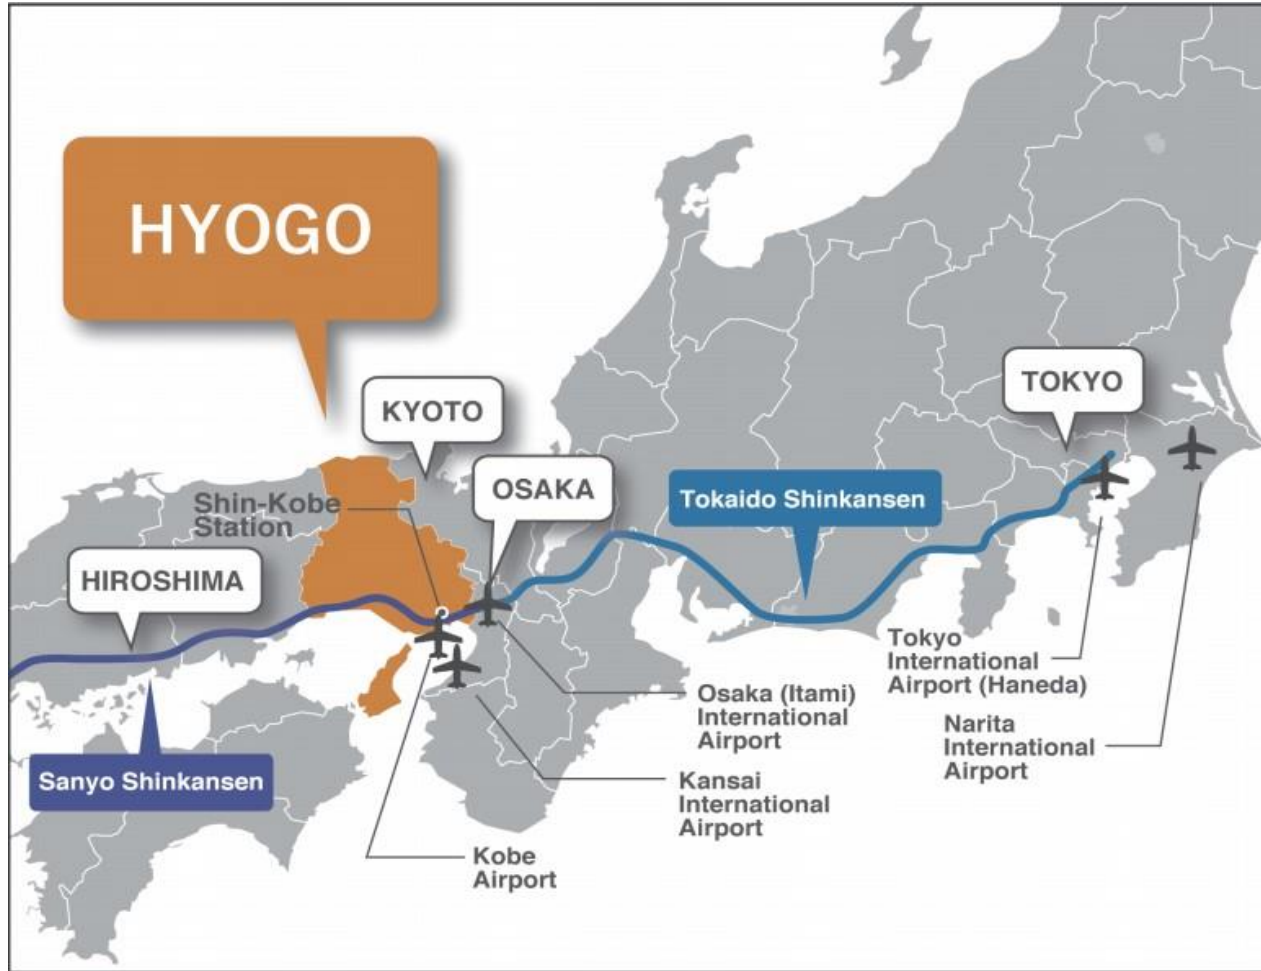 HYOGO
KYOTO
TOKYO
OSAKA
Tokaido Shinkansen
Shin-Kobe
Station
HIROSHIMA
Tokyo
International
Airport (Haneda)
Osaka (Itami)
International
Airport
Narita
International
Airport
Sanyo Shinkansen
Kansai
International
Airport
Kobe
Airport